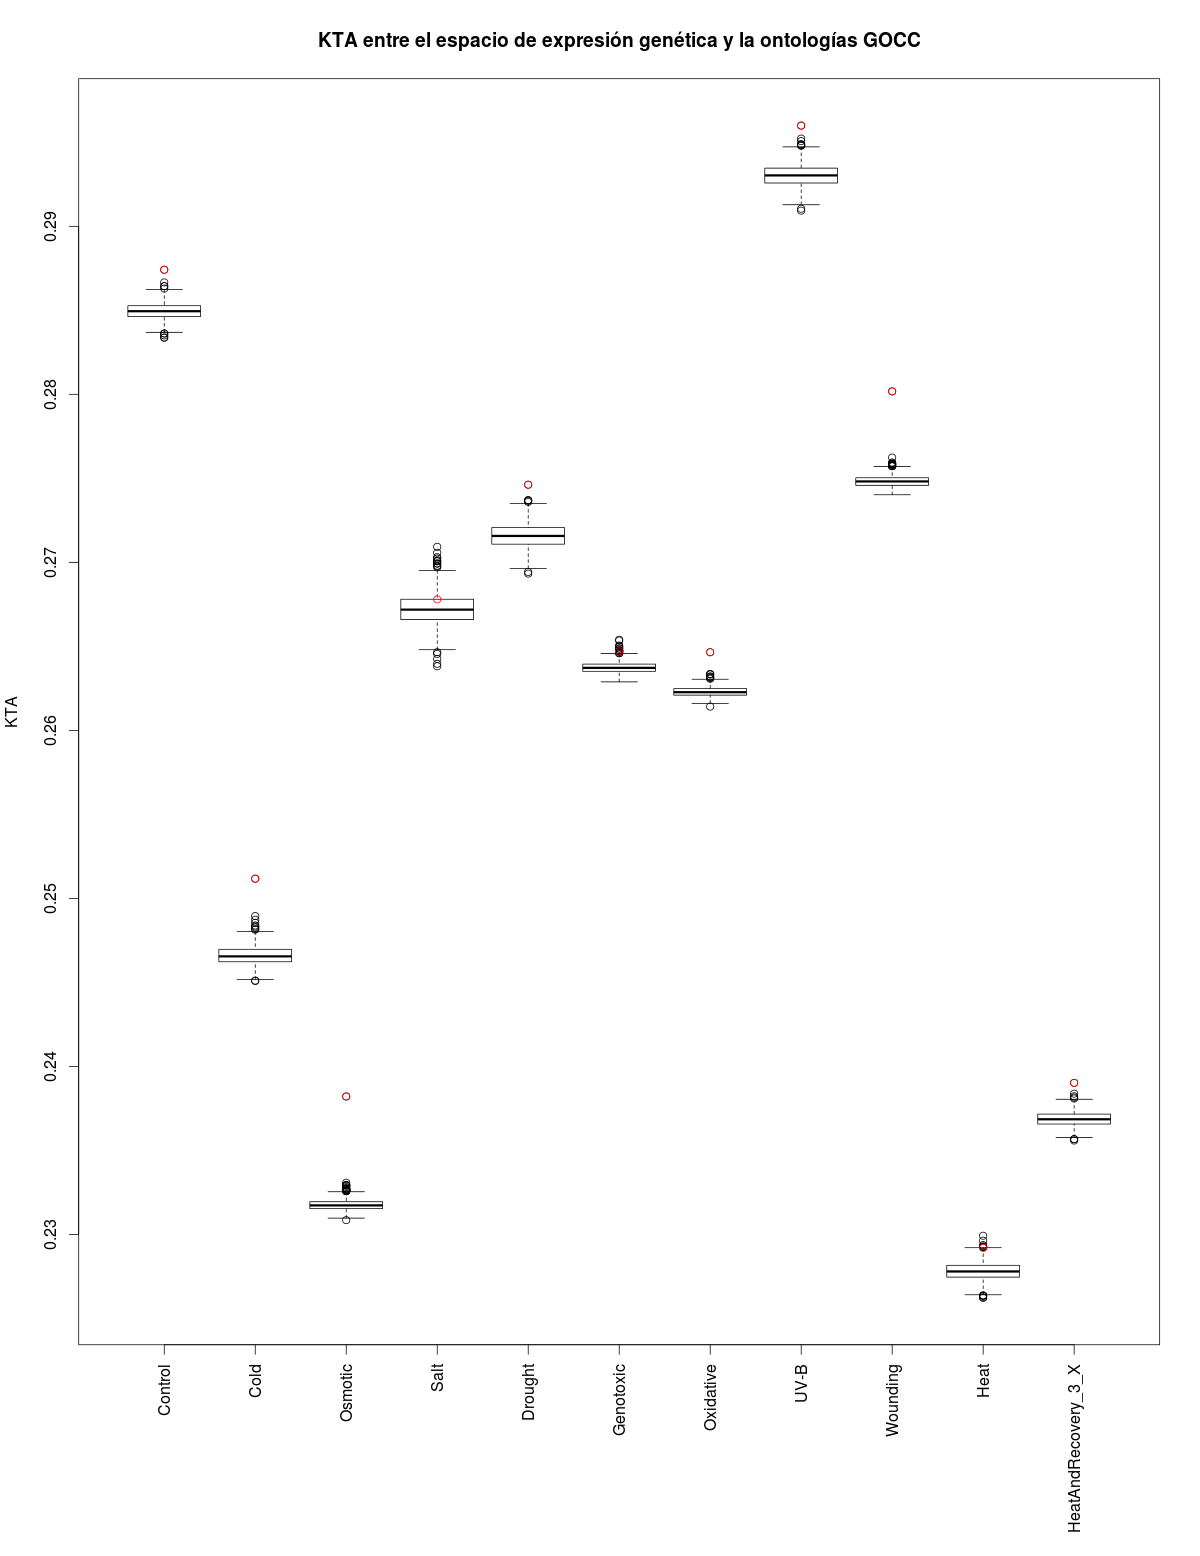 KTA entre el espacio de expresión genética y la ontologías GOCC
KTA
0.29
0.28
0.27
0.26
0.25
0.24
0.23
Control
Cold
Osmotic
Salt
Drought
Genotoxic
Oxidative
UV-B
Wounding
Heat
HeatAndRecovery_3_X